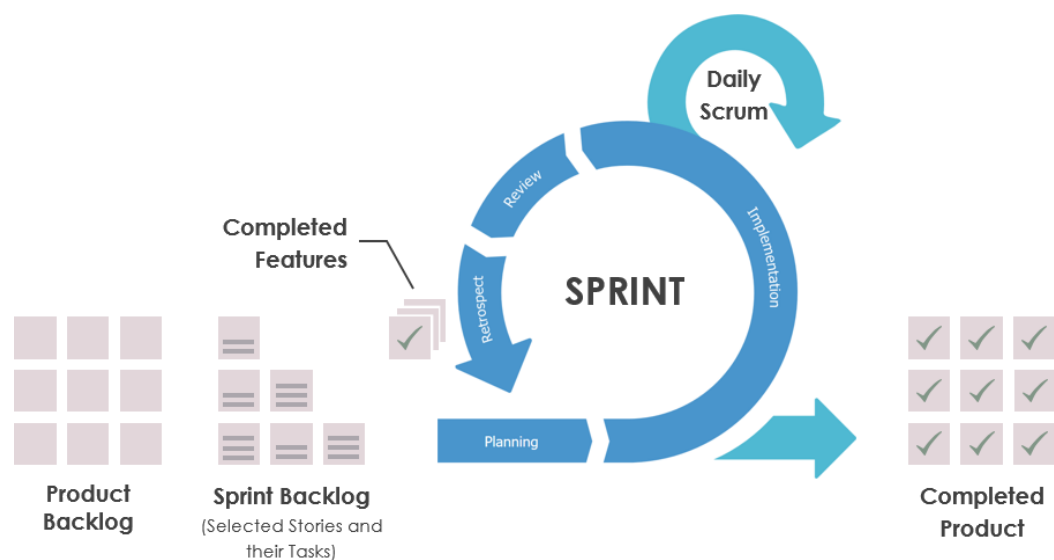 Daily
Scrum
Review
Implementation
Completed
Features
SPRINT
Retrospect
Planning
Product
Backlog
Sprint Backlog
(Selected Stories and
their Tasks)
Completed
Product